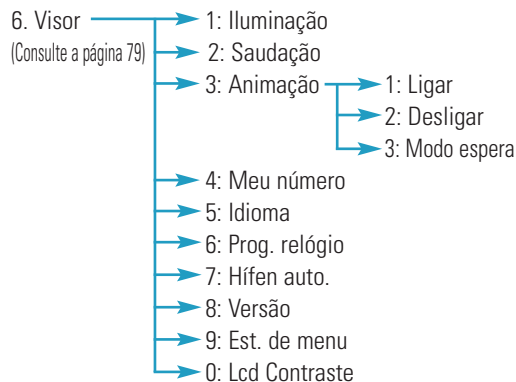 6. Visor
(Consulte a página 79)
1: Iluminação
2: Saudação
3: Animação
1: Ligar
2: Desligar
3: Modo espera
4: Meu número
5: Idioma
6: Prog. relógio
7: Hífen auto.
8: Versão
9: Est. de menu
0: Lcd Contraste